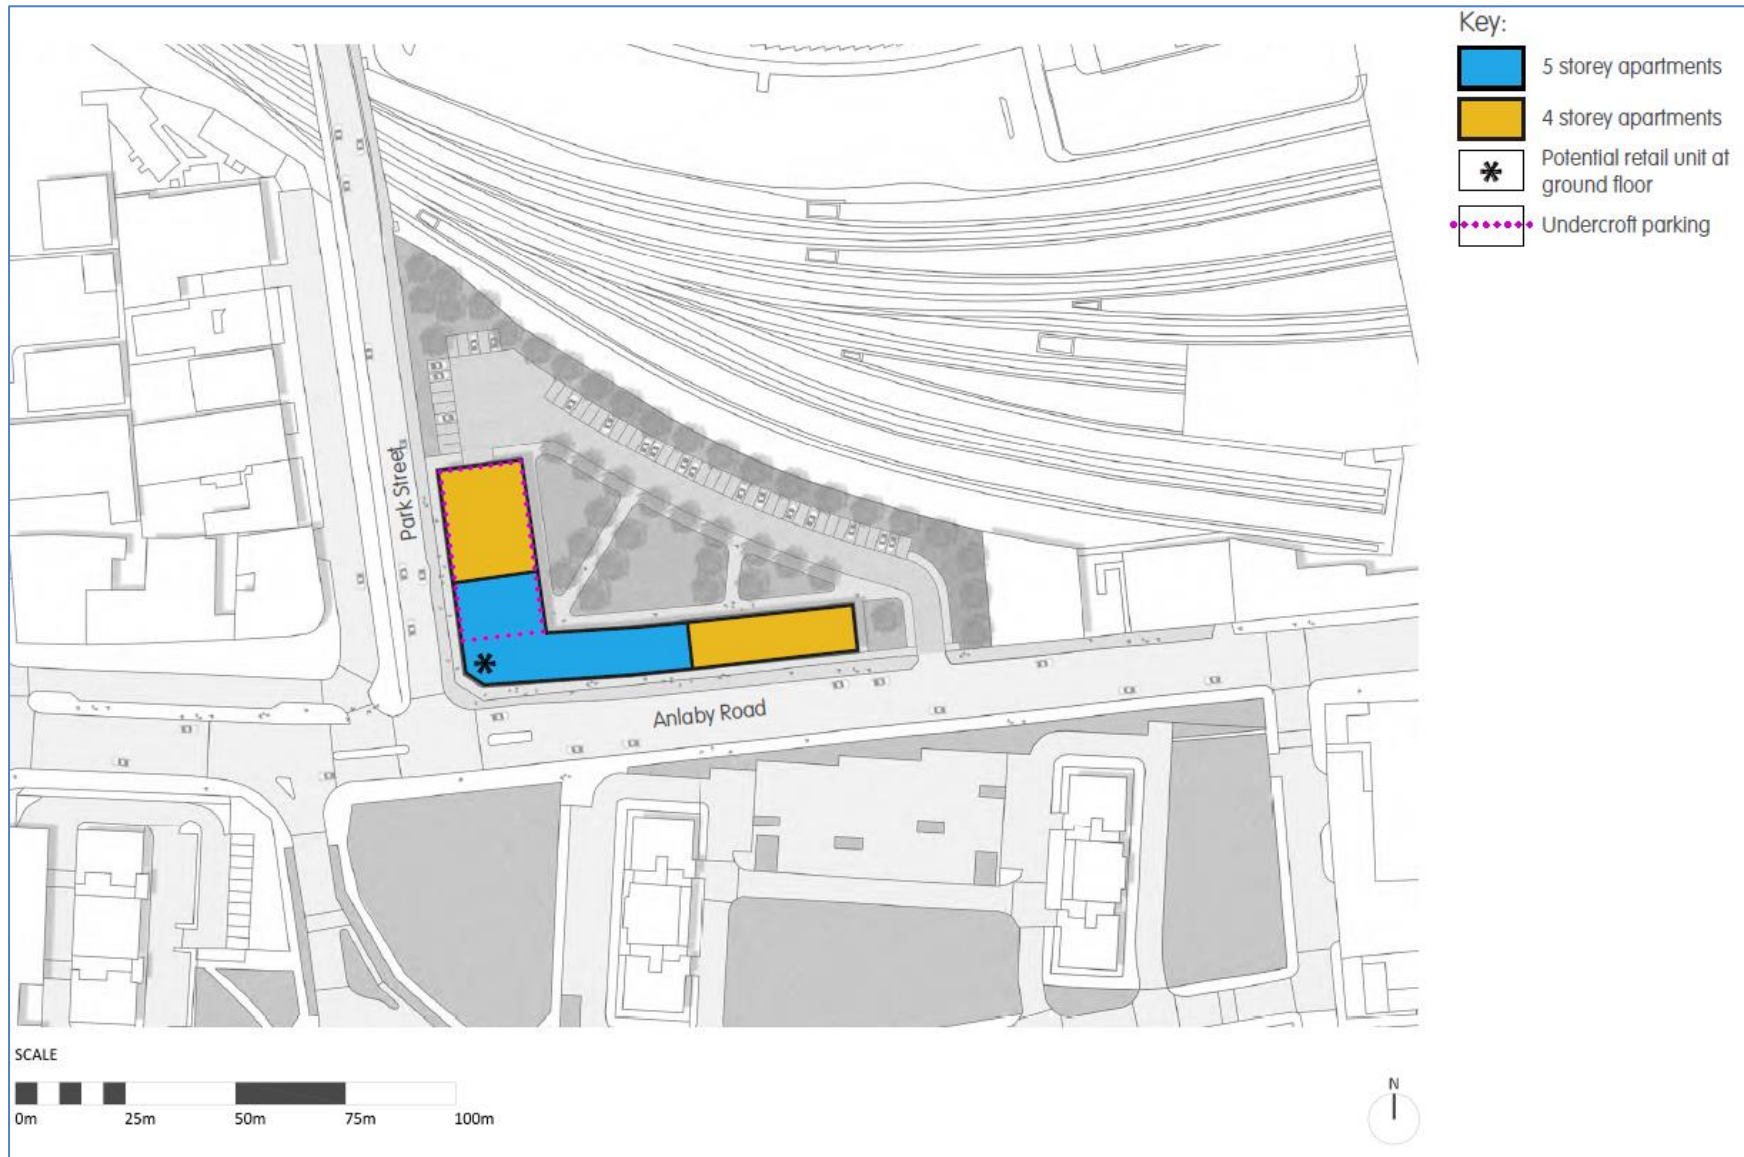 Key:
5 storey apartments
4 storey apartments
Potential retail unit at
ground floor
Undercroft parking
Park Street
Anlaby Road
SCALE
0m 25m 50m 75m 100m
N